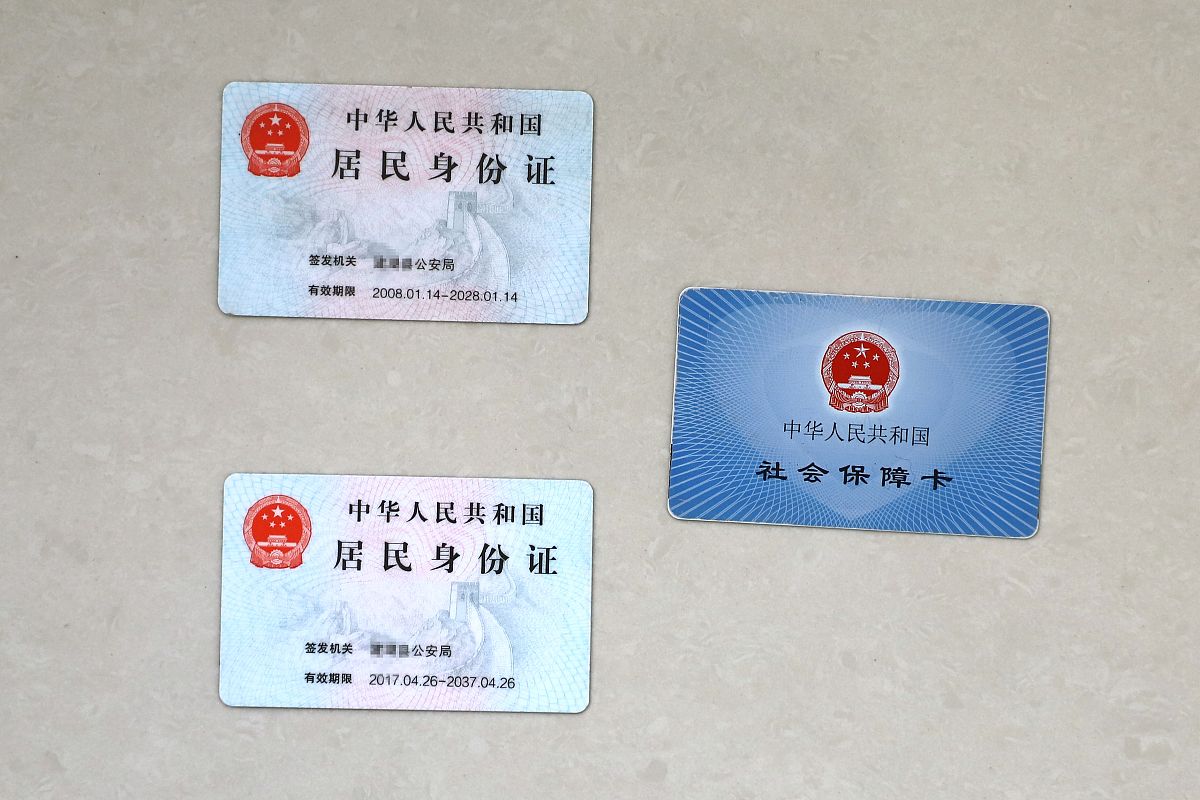 中华人民共和国
居民身份证
签发机关 公安局
有效期限 2008.01.14-2028.01.14
中华人民共和国
社会保障卡
中华人民共和国
居民身份证
签发机关 公安局
有效期限 2017.04.26-2037.04.26